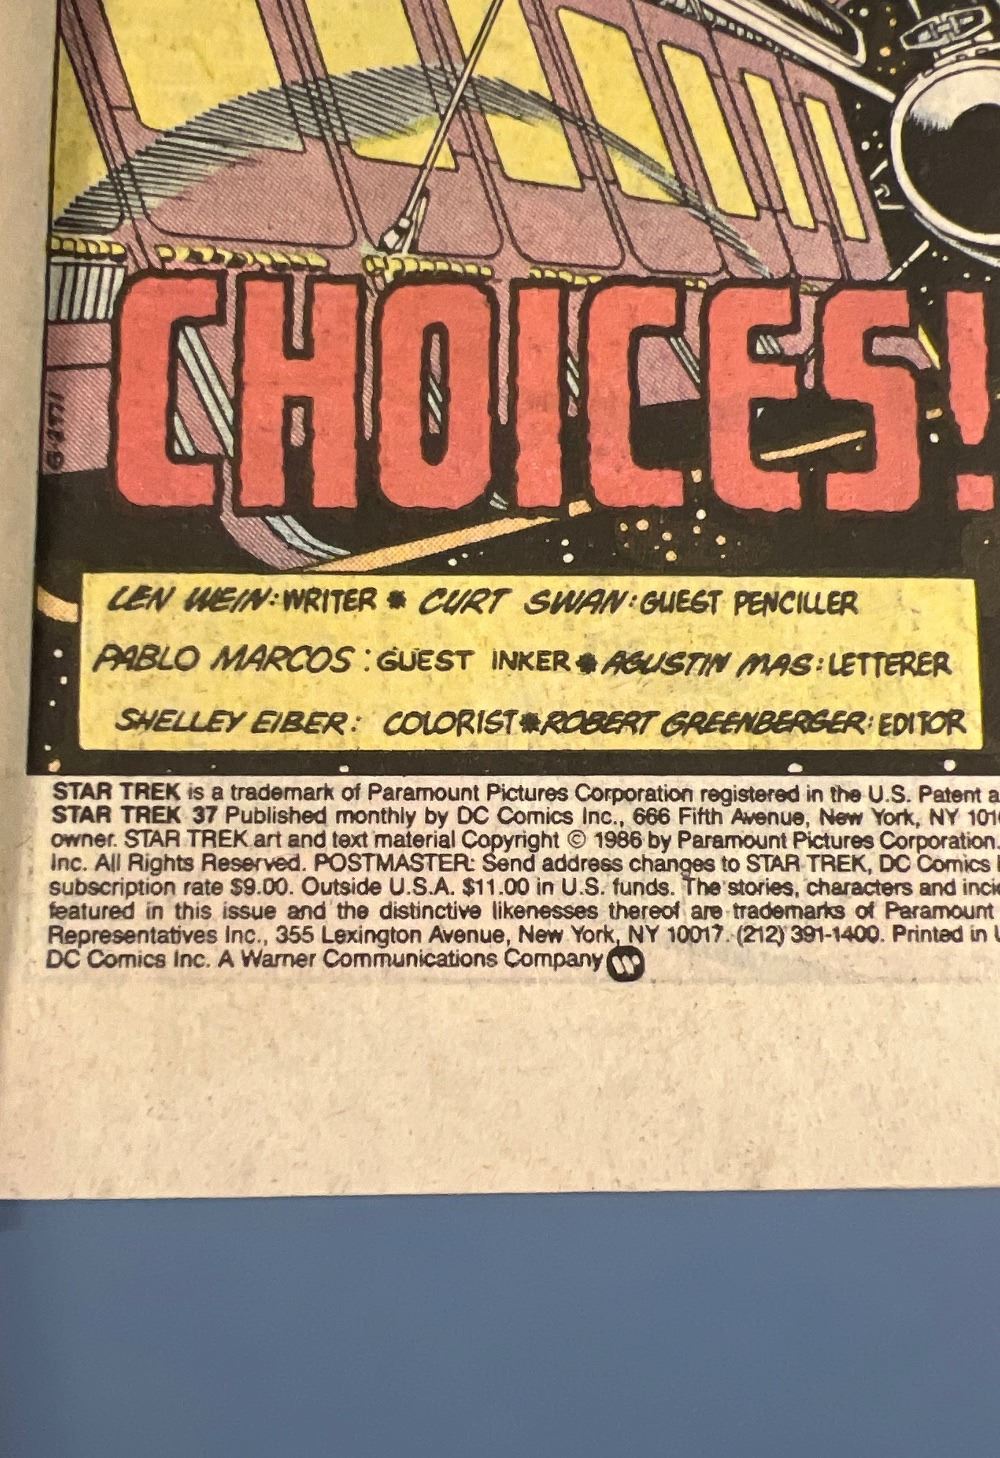 CHOICES!
G-2771
LEN WEIN: WRITER * CURT SWAN: GUEST PENCILLER
PABLO MARCOS: GUEST INKER * AGUSTIN MAS: LETTERER
SHELLEY EIBER: COLORIST * ROBERT GREENBERGER: EDITOR
STAR TREK is a trademark of Paramount Pictures Corporation registered in the U.S. Patent a
STAR TREK 37 Published monthly by DC Comics Inc., 666 Fifth Avenue, New York, NY 101
owner. STAR TREK art and text material Copyright © 1986 by Paramount Pictures Corporation.
Inc. All Rights Reserved. POSTMASTER: Send address changes to STAR TREK, DC Comics
subscription rate $9.00. Outside U.S.A. $11.00 in U.S. funds. The stories, characters and inci
featured in this issue and the distinctive likenesses thereof are trademarks of Paramount
Representatives Inc., 355 Lexington Avenue, New York, NY 10017. (212) 391-1400. Printed in U
DC Comics Inc. A Warner Communications Company